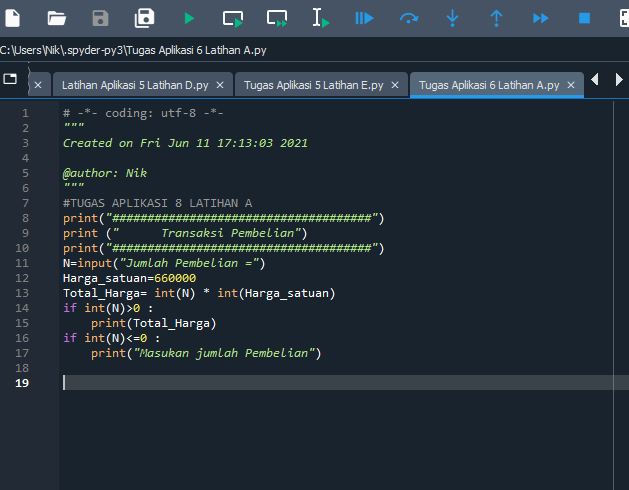 C:\Users\Nik\.spyder-py3\Tugas Aplikasi 6 Latihan A.py
Latihan Aplikasi 5 Latihan D.py
Tugas Aplikasi 5 Latihan E.py
Tugas Aplikasi 6 Latihan A.py
1 # -*- coding: utf-8 -*-
2 """
3 Created on Fri Jun 11 17:13:03 2021
4
5 @author: Nik
6 """
7 #TUGAS APLIKASI 8 LATIHAN A
8 print("#####################################")
9 print ("      Transaksi Pembelian")
10 print("#####################################")
11 N=input("Jumlah Pembelian =")
12 Harga_satuan=660000
13 Total_Harga= int(N) * int(Harga_satuan)
14 if int(N)>0 :
15     print(Total_Harga)
16 if int(N)<=0 :
17     print("Masukan jumlah Pembelian")
18
19